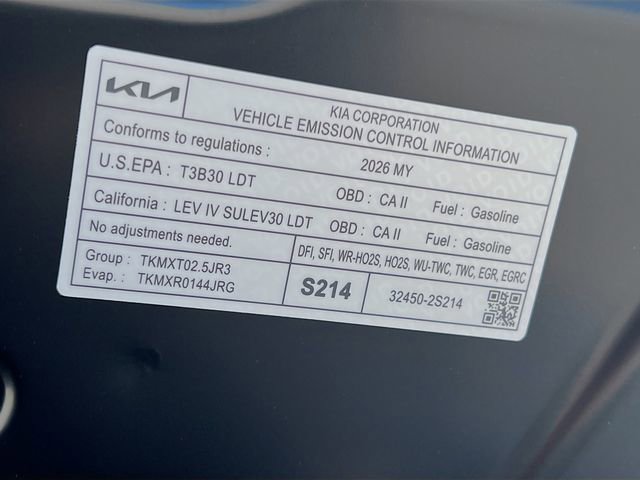 KIA
KIA CORPORATION
VEHICLE EMISSION CONTROL INFORMATION
Conforms to regulations : 2026 MY
U.S.EPA : T3B30 LDT OBD : CA II Fuel : Gasoline
California : LEV IV SULEV30 LDT OBD : CA II Fuel : Gasoline
No adjustments needed. DFI, SFI, WR-HO2S, HO2S, WU-TWC, TWC, EGR, EGRC
Group : TKMXT02.5JR3
Evap. : TKMXR0144JRG
S214
32450-2S214